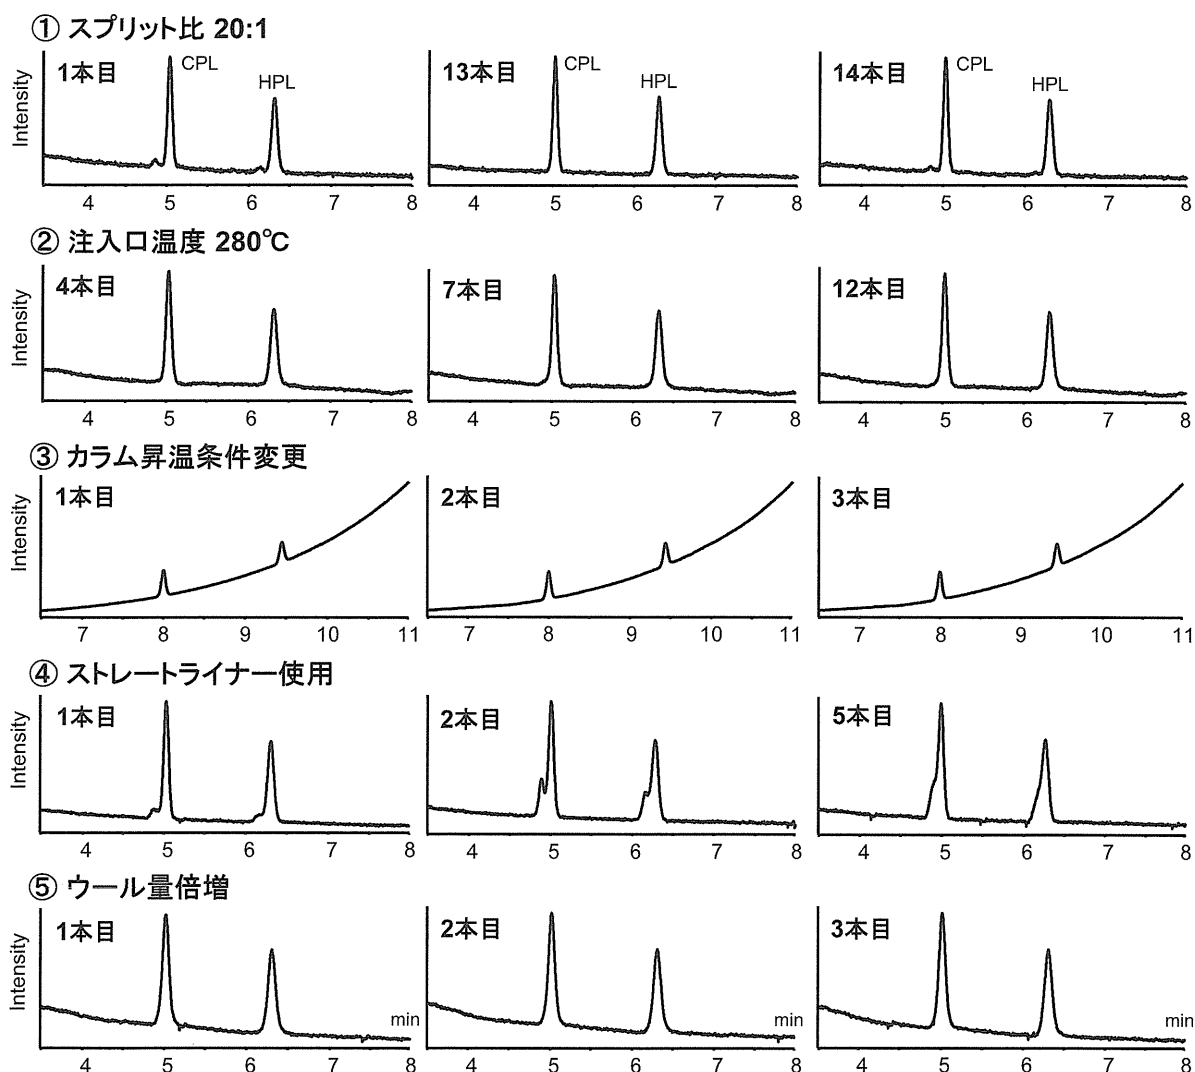 ① スプリット比 20:1
Intensity
1本目
CPL
HPL
4 5 6 7 8
13本目
CPL
HPL
4 5 6 7 8
14本目
CPL
HPL
4 5 6 7 8
② 注入口温度 280℃
Intensity
4本目
4 5 6 7 8
7本目
4 5 6 7 8
12本目
4 5 6 7 8
③ カラム昇温条件変更
Intensity
1本目
7 8 9 10 11
2本目
7 8 9 10 11
3本目
7 8 9 10 11
④ ストレートライナー使用
Intensity
1本目
4 5 6 7 8
2本目
4 5 6 7 8
5本目
4 5 6 7 8
⑤ ウール量倍増
Intensity
1本目
min
4 5 6 7 8
2本目
min
4 5 6 7 8
3本目
min
4 5 6 7 8